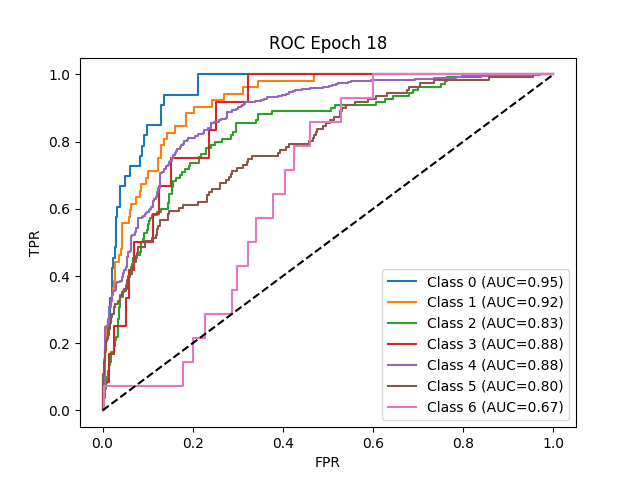 ROC Epoch 18
TPR
1.0
0.8
0.6
0.4
0.2
0.0
Class 0 (AUC=0.95)
Class 1 (AUC=0.92)
Class 2 (AUC=0.83)
Class 3 (AUC=0.88)
Class 4 (AUC=0.88)
Class 5 (AUC=0.80)
Class 6 (AUC=0.67)
0.0 0.2 0.4 0.6 0.8 1.0
FPR